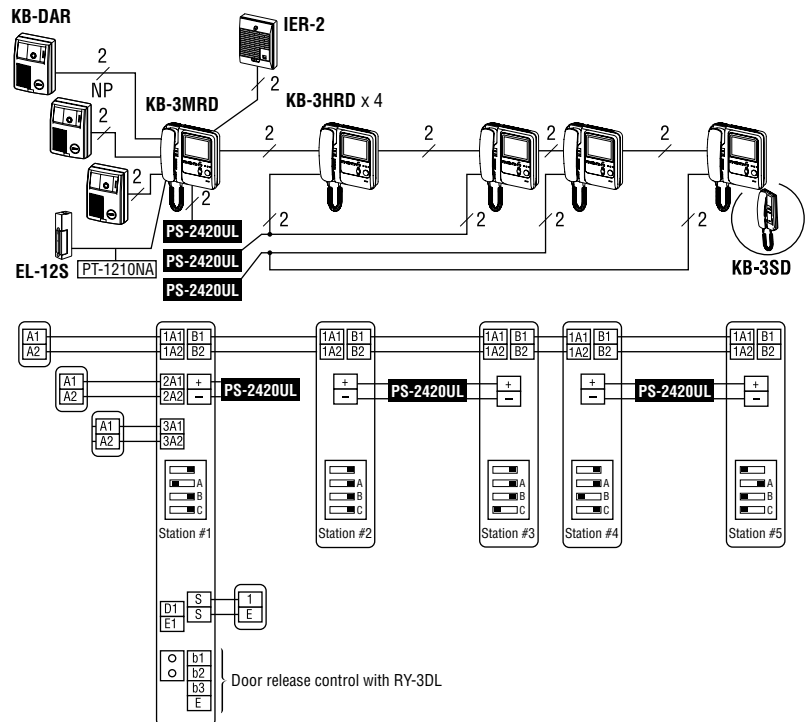 KB-DAR
IER-2
2
NP
2
KB-3MRD
KB-3HRD x 4
2
2
2
2
2
2
2
2
2
2
2
PS-2420UL
PS-2420UL
PS-2420UL
EL-12S
PT-1210NA
KB-3SD
A1
A2
1A1 B1
1A2 B2
1A1 B1
1A2 B2
1A1 B1
1A2 B2
1A1 B1
1A2 B2
1A1 B1
1A2 B2
A1
A2
2A1 +
2A2 −
PS-2420UL
+
−
PS-2420UL
+
−
+
−
PS-2420UL
+
−
A1
A2
3A1
3A2
A
B
C
A
B
C
A
B
C
A
B
C
A
B
C
Station #1
Station #2
Station #3
Station #4
Station #5
D1
E1
S
S
1
E
b1
b2
b3
E
Door release control with RY-3DL